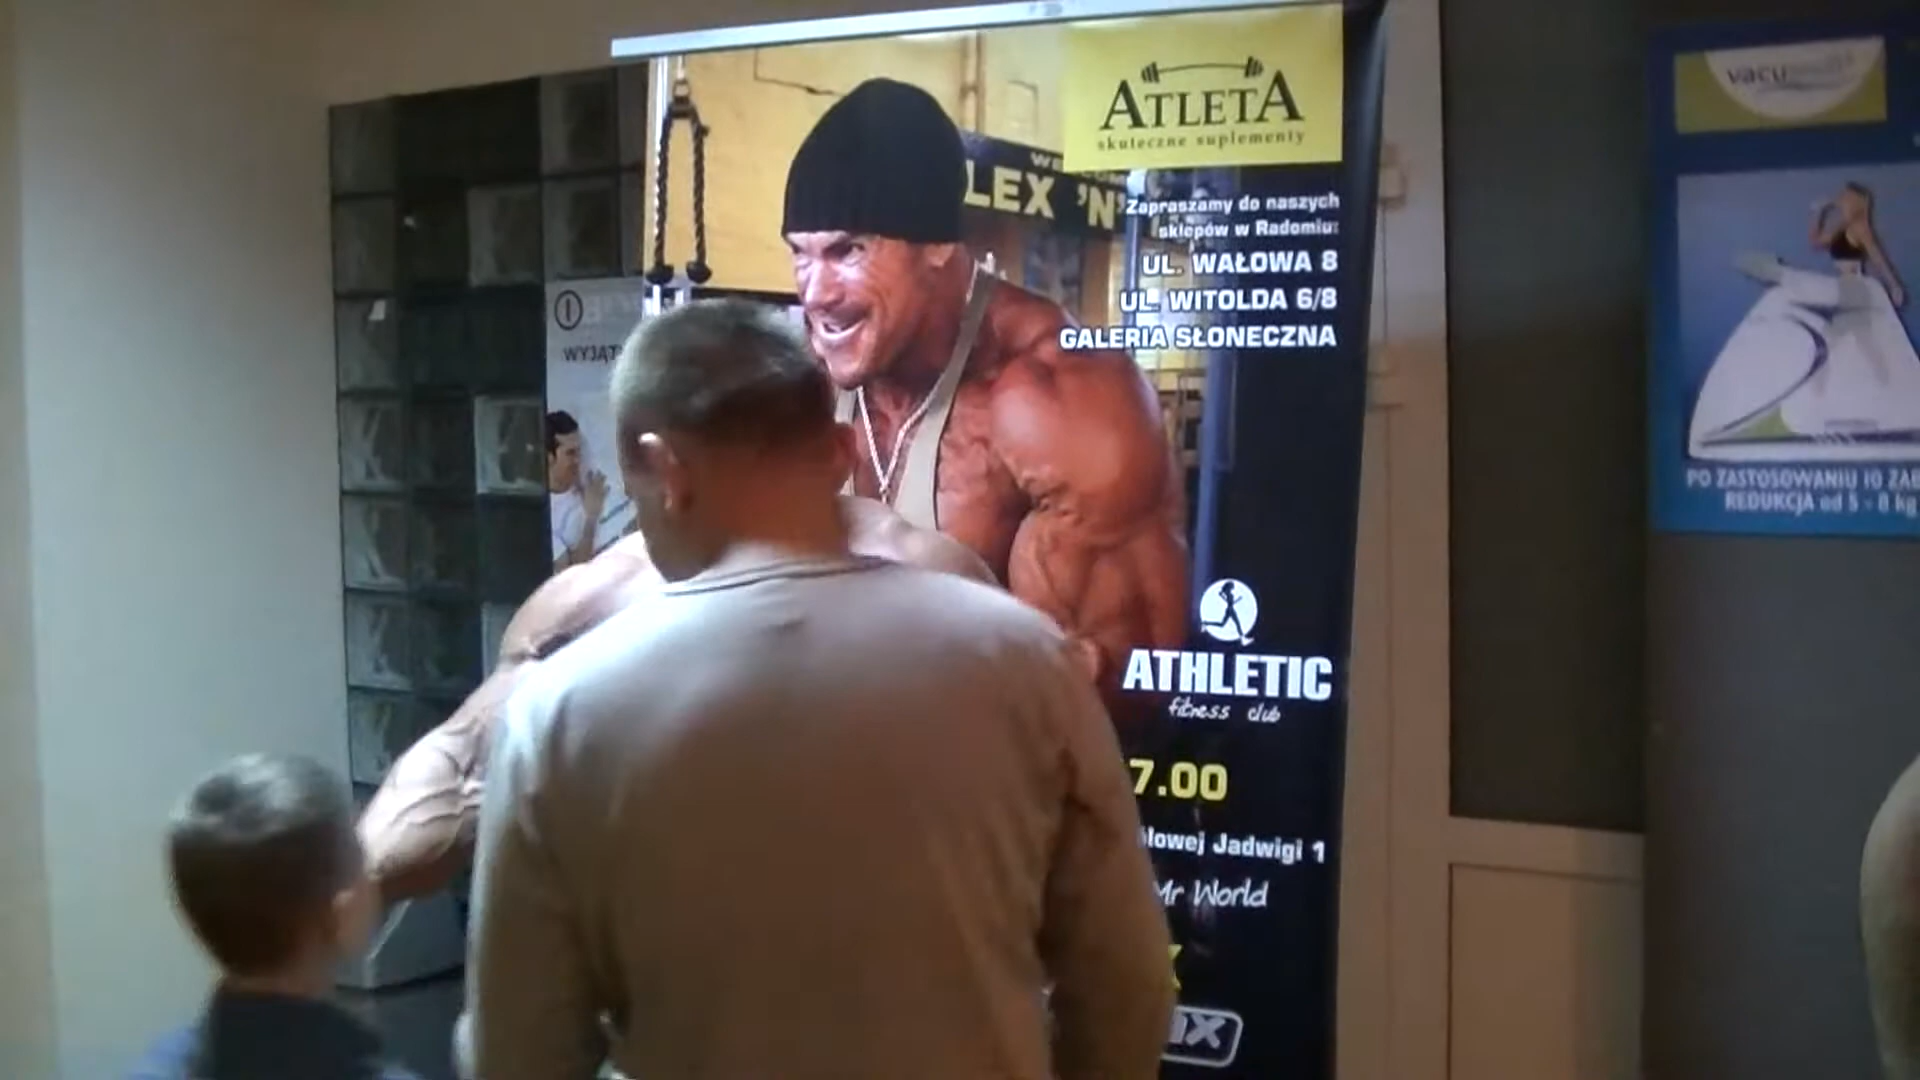 ATLETA
skuteczne suplementy
LEX 'N'
Zapraszamy do naszych
sklepów w Radomiu:
UL. WAŁOWA 8
UL. WITOLDA 6/8
GALERIA SŁONECZNA
WYJĄT
ATHLETIC
fitness club
7.00
lowej Jadwigi 1
Mr World
vacu
PO ZASTOSOWANIU 10 ZAB
REDUKCJA od 5 - 8 kg